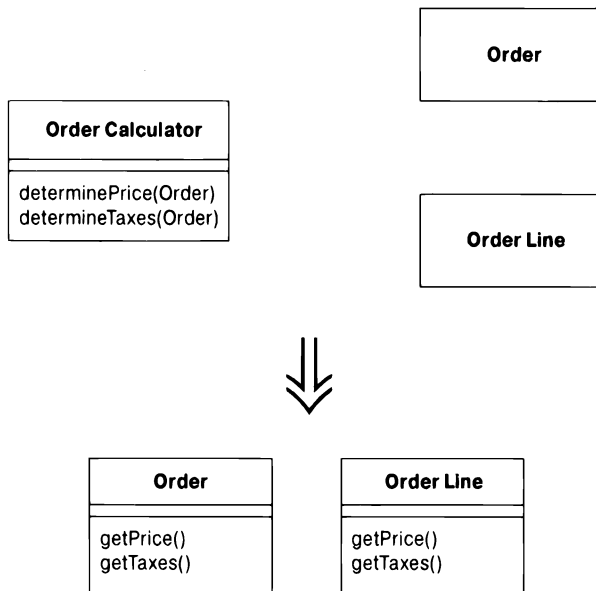 Order
Order Calculator
determinePrice(Order)
determineTaxes(Order)
Order Line
Order
getPrice()
getTaxes()
Order Line
getPrice()
getTaxes()